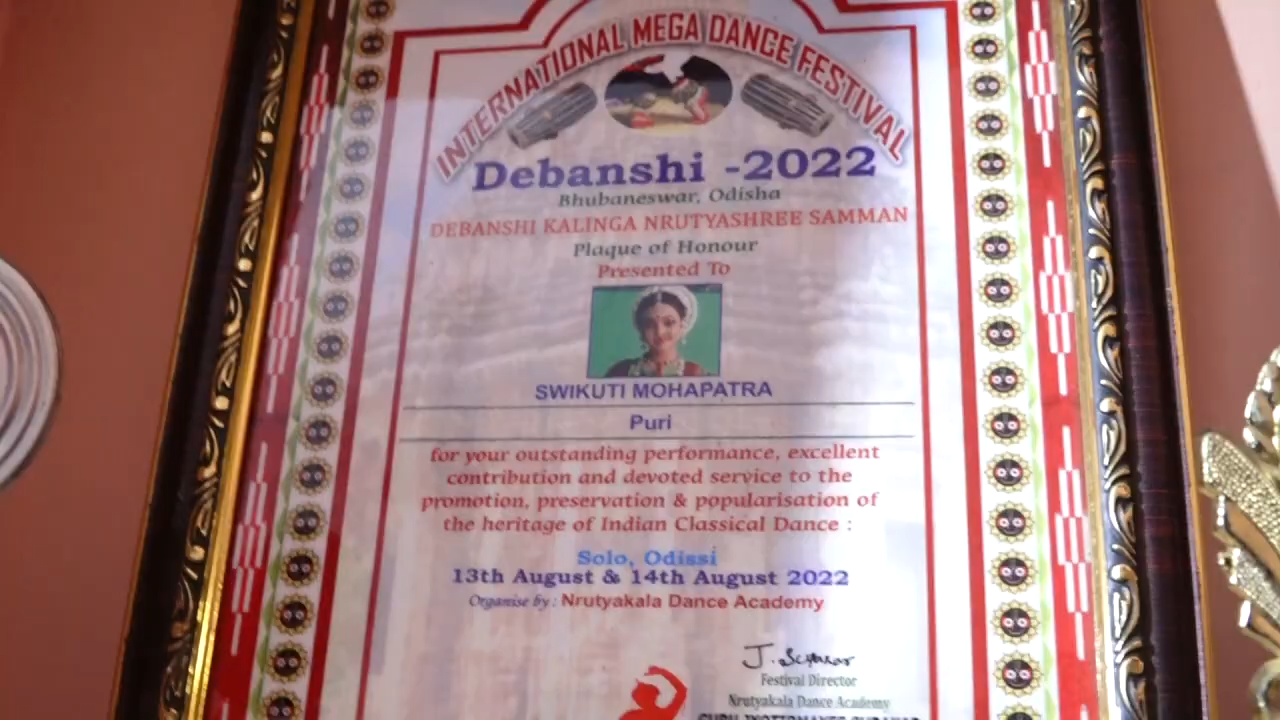 INTERNATIONAL MEGA DANCE FESTIVAL
Debanshi -2022
Bhubaneswar, Odisha
DEBANSHI KALINGA NRUTYASHREE SAMMAN
Plaque of Honour
Presented To
SWIKUTI MOHAPATRA
Puri
for your outstanding performance, excellent
contribution and devoted service to the
promotion, preservation & popularisation of
the heritage of Indian Classical Dance :
Solo, Odissi
13th August & 14th August 2022
Organise by : Nrutyakala Dance Academy
Festival Director
Nrutyakala Dance Academy